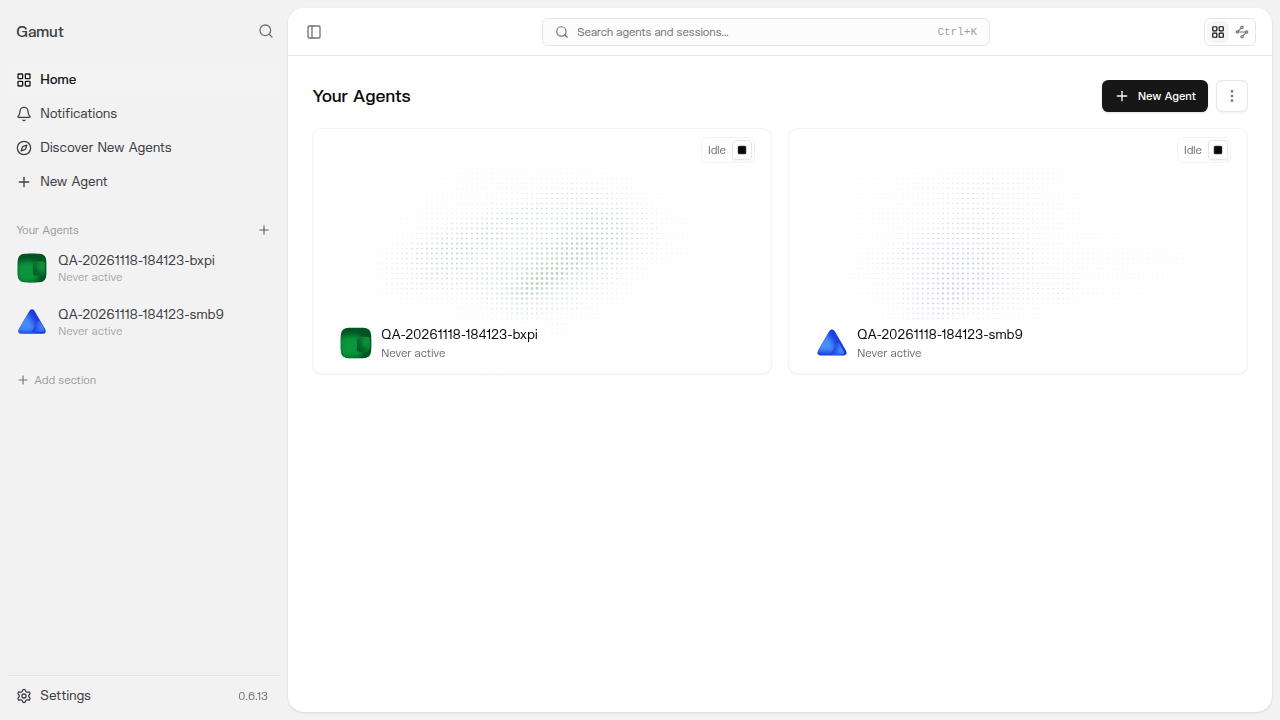 Gamut
Home
Notifications
Discover New Agents
New Agent
Your Agents
QA-20261118-184123-bxpi
Never active
QA-20261118-184123-smb9
Never active
Add section
Settings
0.6.13
Search agents and sessions…
Ctrl+K
Your Agents
New Agent
Idle
QA-20261118-184123-bxpi
Never active
Idle
QA-20261118-184123-smb9
Never active